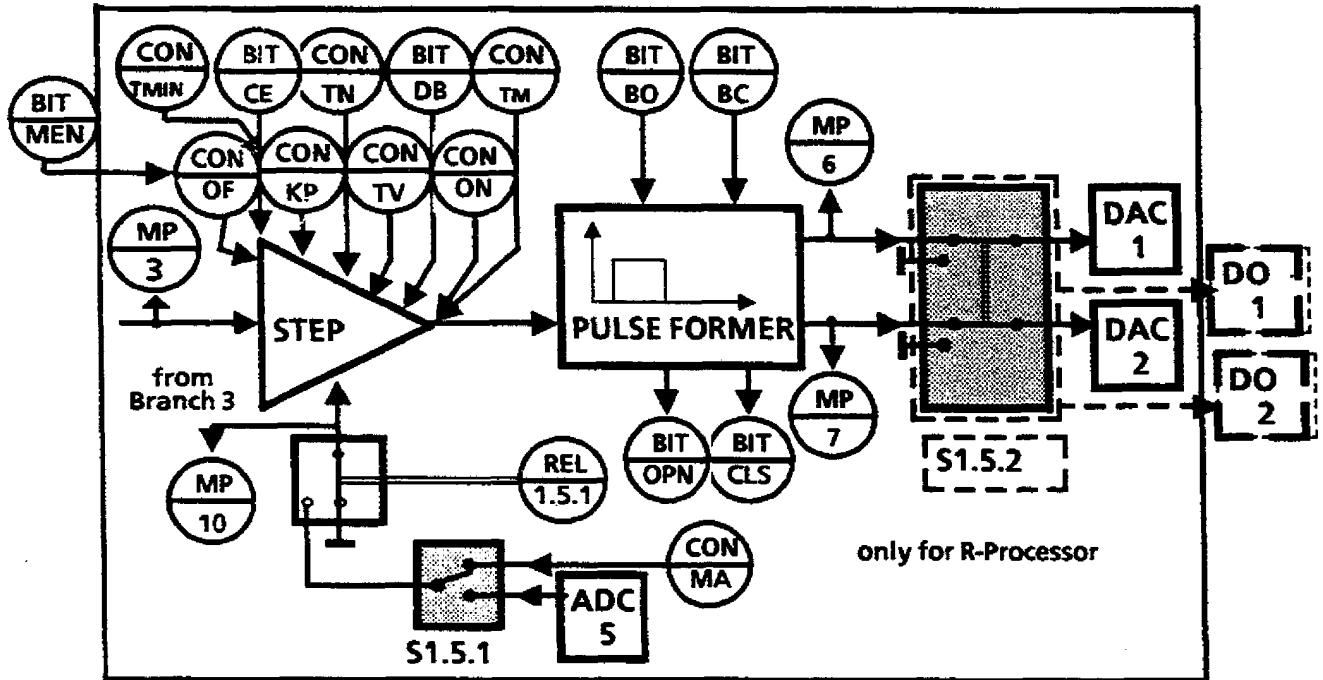 CON
TMIN
BIT
CE
CON
TN
BIT
DB
CON
TM
BIT
BO
BIT
BC
BIT
MEN
CON
OF
CON
KP
CON
TV
CON
ON
MP
6
MP
3
DAC
1
DO
1
STEP
PULSE FORMER
DAC
2
DO
2
from
Branch 3
MP
7
BIT
OPN
BIT
CLS
S1.5.2
MP
10
REL
1.5.1
only for R-Processor
CON
MA
ADC
5
S1.5.1